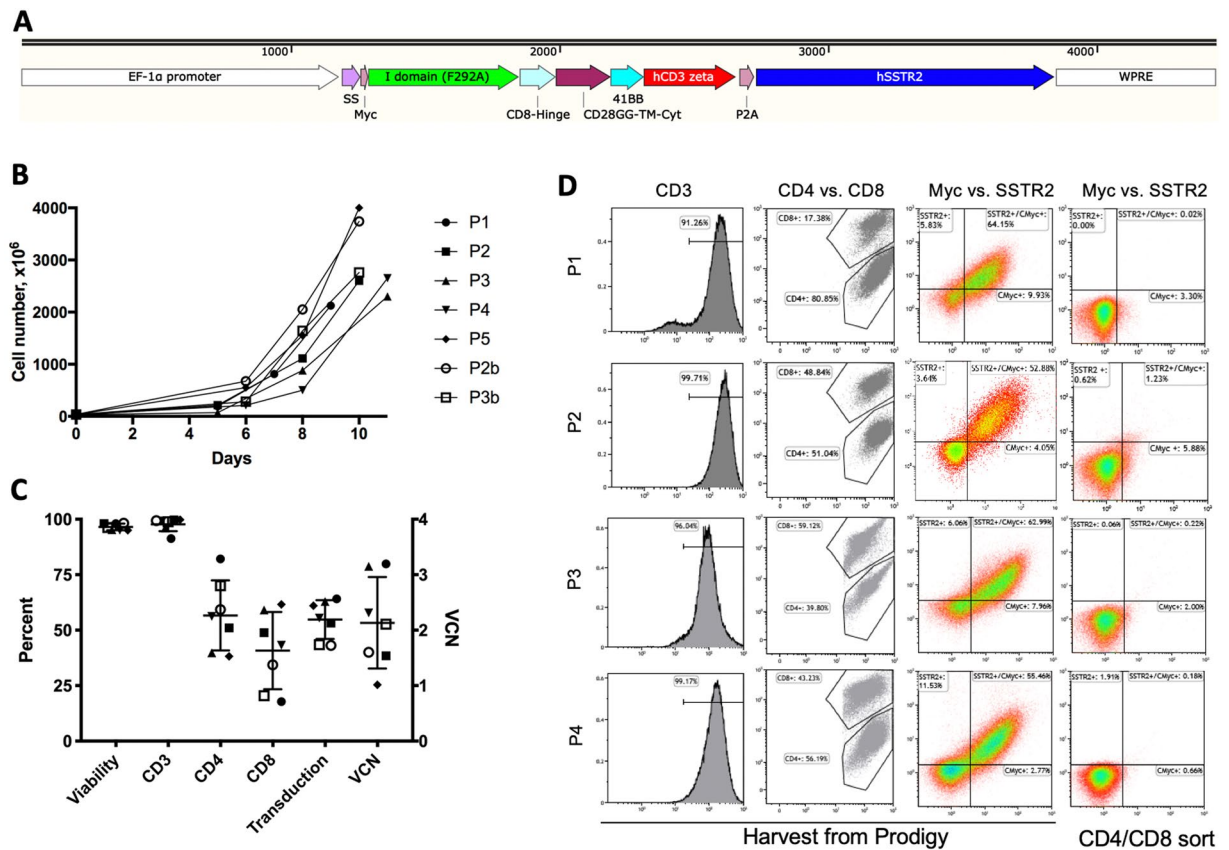 A
1000 2000 3000 4000
EF-1α promoter I domain (F292A) hCD3 zeta hSSTR2 WPRE
SS 41BB
Myc CD8-Hinge CD28GG-TM-Cyt P2A
B
Cell number, x10⁶
4000
3000
2000
1000
0
0 2 4 6 8 10
Days
P1
P2
P3
P4
P5
P2b
P3b
C
Percent
100
75
50
25
0
4
3
2
1
0
VCN
Viability CD3 CD4 CD8 Transduction VCN
D
CD3 CD4 vs. CD8 Myc vs. SSTR2 Myc vs. SSTR2
P1
91.26%
CD8+: 17.38%
CD4+: 80.85%
SSTR2+: 5.83%
SSTR2+/CMyc+: 64.15%
CMyc+: 9.93%
SSTR2+: 0.00%
SSTR2+/CMyc+: 0.02%
CMyc+: 3.30%
P2
99.71%
CD8+: 48.84%
CD4+: 51.04%
SSTR2+: 3.64%
SSTR2+/CMyc+: 52.88%
CMyc +: 4.05%
SSTR2 +: 0.62%
SSTR2+/CMyc+: 1.23%
CMyc +: 5.88%
P3
96.04%
CD8+: 59.12%
CD4+: 39.80%
SSTR2+: 6.06%
SSTR2+/CMyc+: 62.99%
CMyc+: 7.96%
SSTR2+: 0.06%
SSTR2+/CMyc+: 0.22%
CMyc+: 2.00%
P4
99.17%
CD8+: 43.23%
CD4+: 56.19%
SSTR2+: 11.53%
SSTR2+/CMyc+: 55.46%
CMyc+: 2.77%
SSTR2+: 1.91%
SSTR2+/CMyc+: 0.18%
CMyc+: 0.66%
Harvest from Prodigy CD4/CD8 sort